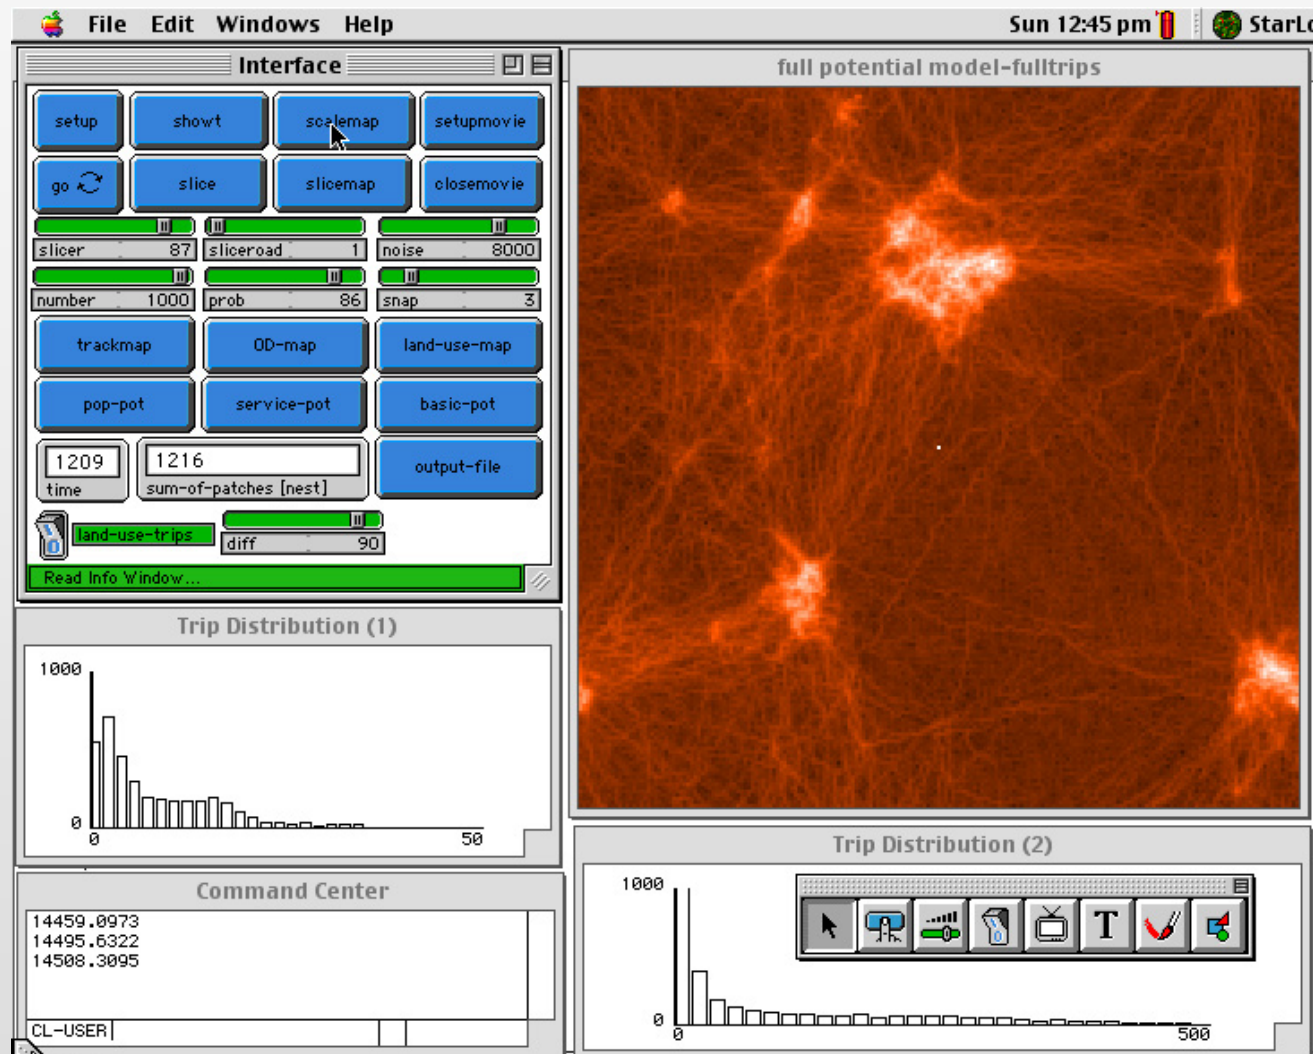 File Edit Windows Help
Sun 12:45 pm
StarLo
Interface
setup showt scalemap setupmovie
go slice slicemap closemovie
slicer 87 sliceroad 1 noise 8000
number 1000 prob 86 snap 3
trackmap OD-map land-use-map
pop-pot service-pot basic-pot
1209 1216 output-file
time sum-of-patches [nest]
land-use-trips
diff 90
Read Info Window...
full potential model-fulltrips
Trip Distribution (1)
1000
0
0 50
Command Center
14459.0973
14495.6322
14508.3095
CL-USER
Trip Distribution (2)
1000
T
0
0 500